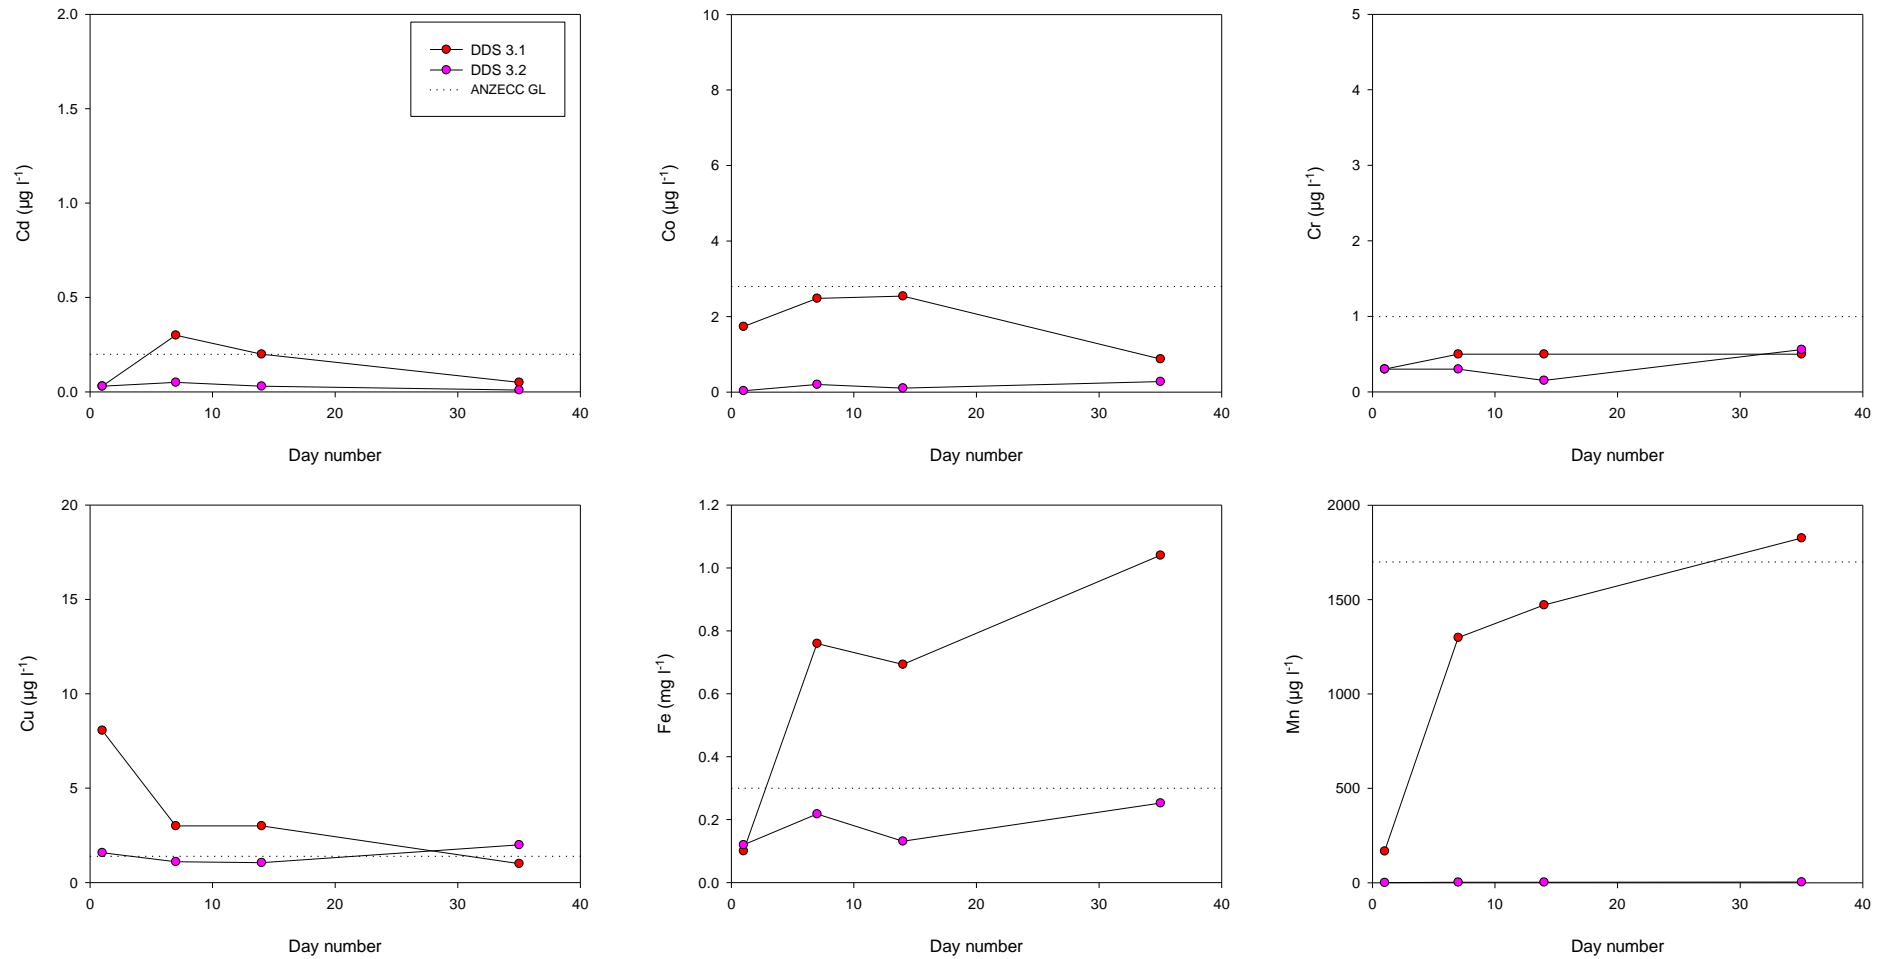 2.0
1.5
1.0
0.5
0.0
0 10 20 30 40
Cd (µg l-1)
Day number
DDS 3.1
DDS 3.2
ANZECC GL
10
8
6
4
2
0
0 10 20 30 40
Co (µg l-1)
Day number
5
4
3
2
1
0
0 10 20 30 40
Cr (µg l-1)
Day number
20
15
10
5
0
0 10 20 30 40
Cu (µg l-1)
Day number
1.2
1.0
0.8
0.6
0.4
0.2
0.0
0 10 20 30 40
Fe (mg l-1)
Day number
2000
1500
1000
500
0
0 10 20 30 40
Mn (µg l-1)
Day number